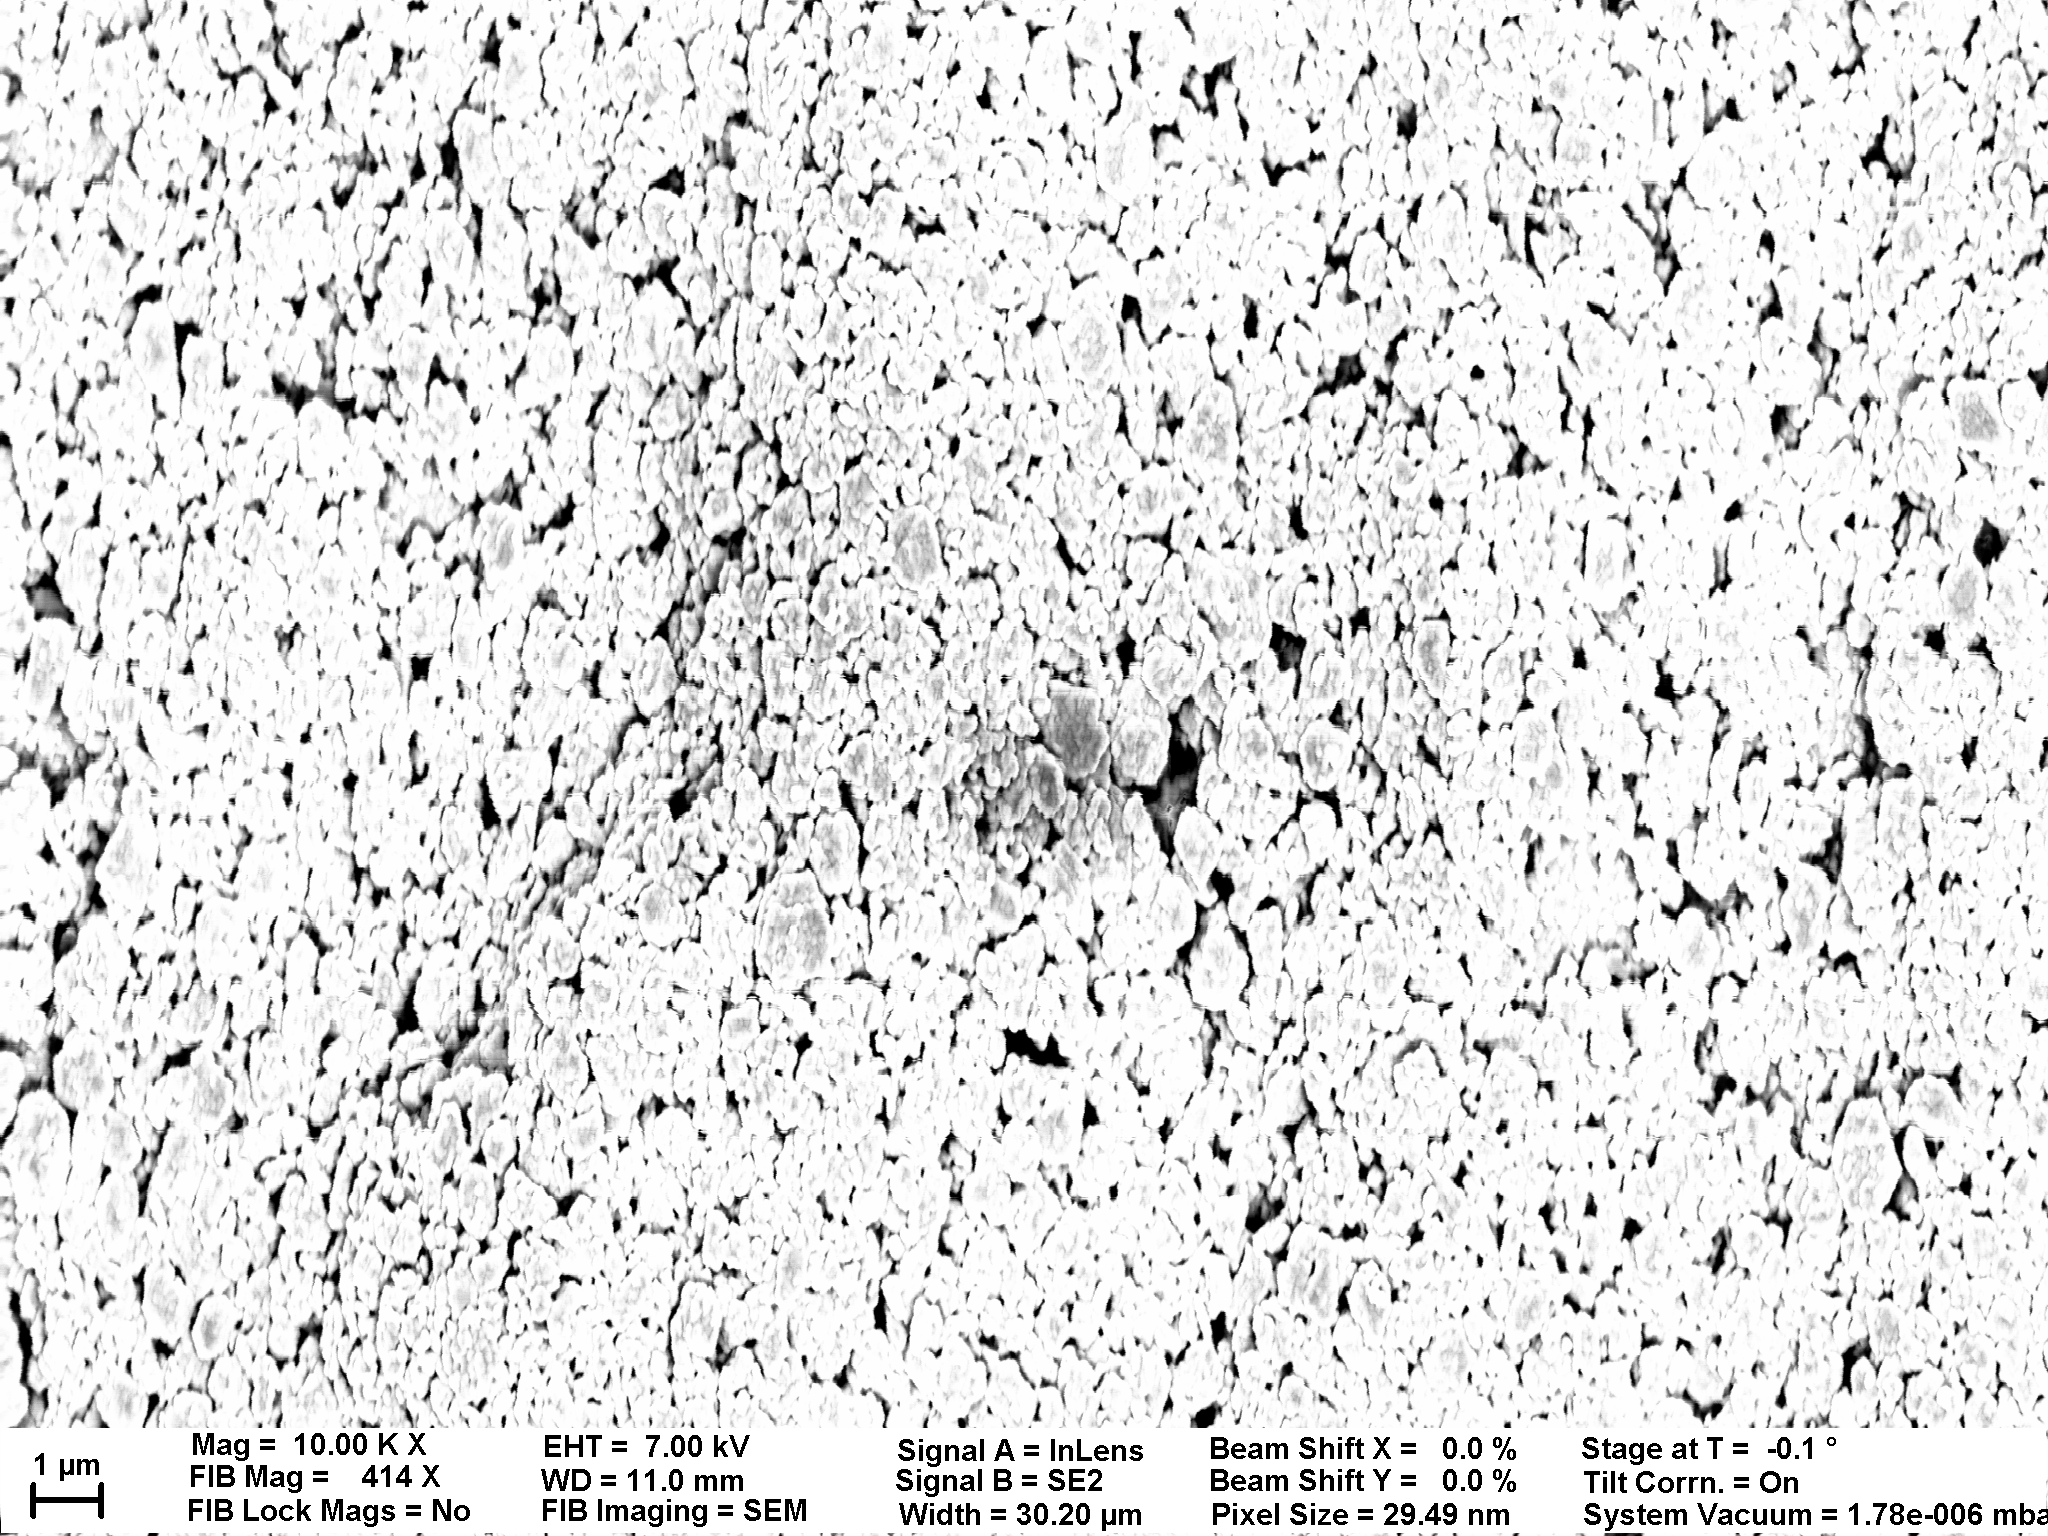 1 µm
Mag = 10.00 K X
FIB Mag = 414 X
FIB Lock Mags = No
EHT = 7.00 kV
WD = 11.0 mm
FIB Imaging = SEM
Signal A = InLens
Signal B = SE2
Width = 30.20 µm
Beam Shift X = 0.0 %
Beam Shift Y = 0.0 %
Pixel Size = 29.49 nm
Stage at T = -0.1 °
Tilt Corrn. = On
System Vacuum = 1.78e-006 mba